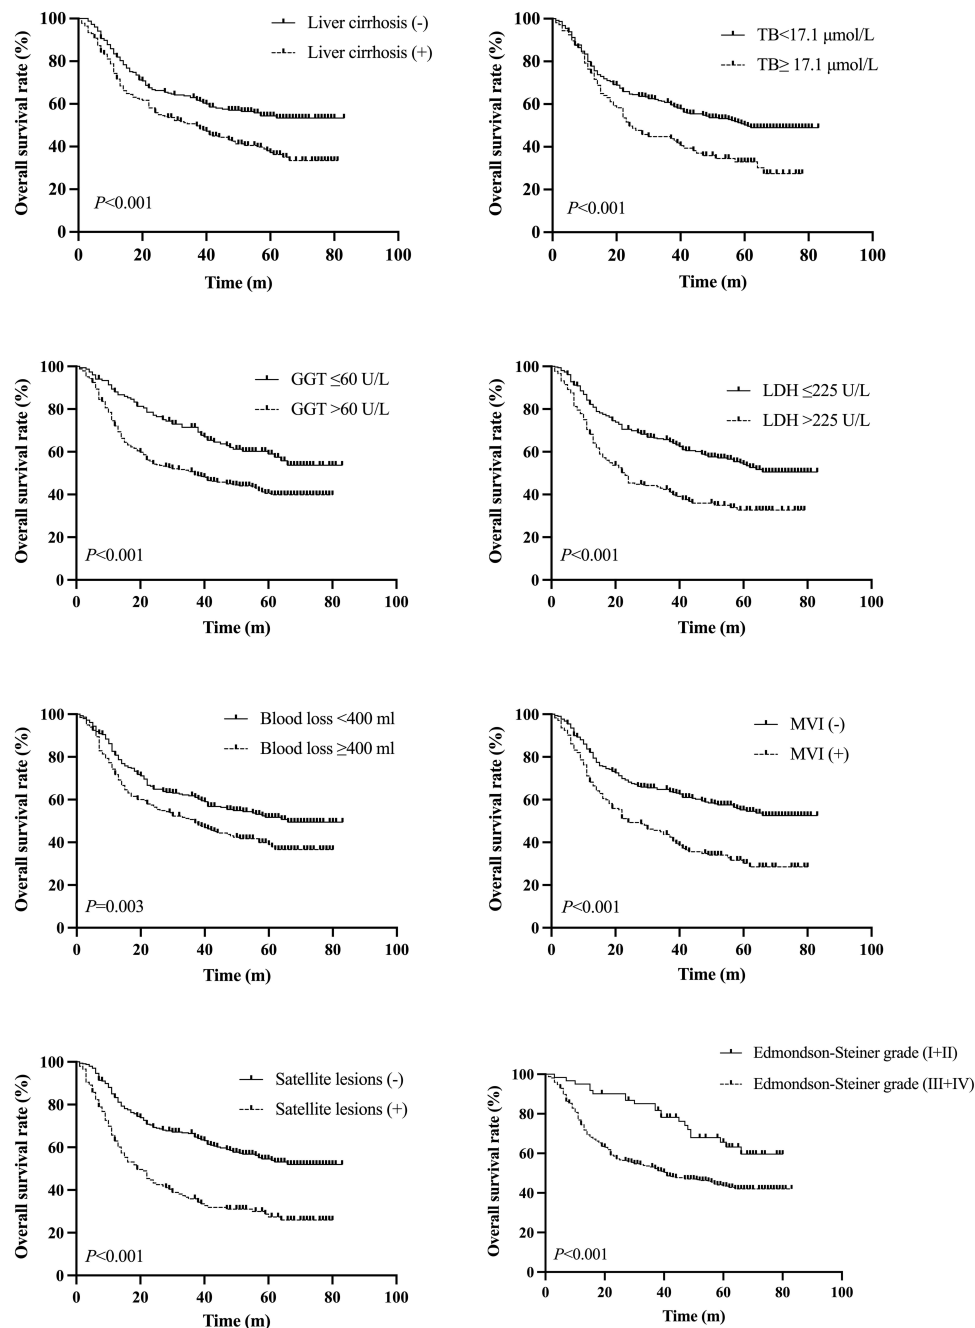 Liver cirrhosis (-)
Liver cirrhosis (+)
Overall survival rate (%)
100
80
60
40
20
0
P<0.001
0 20 40 60 80 100
Time (m)
TB<17.1 μmol/L
TB≥ 17.1 μmol/L
Overall survival rate (%)
100
80
60
40
20
0
P<0.001
0 20 40 60 80 100
Time (m)
GGT ≤60 U/L
GGT >60 U/L
Overall survival rate (%)
100
80
60
40
20
0
P<0.001
0 20 40 60 80 100
Time (m)
LDH ≤225 U/L
LDH >225 U/L
Overall survival rate (%)
100
80
60
40
20
0
P<0.001
0 20 40 60 80 100
Time (m)
Blood loss <400 ml
Blood loss ≥400 ml
Overall survival rate (%)
100
80
60
40
20
0
P=0.003
0 20 40 60 80 100
Time (m)
MVI (-)
MVI (+)
Overall survival rate (%)
100
80
60
40
20
0
P<0.001
0 20 40 60 80 100
Time (m)
Satellite lesions (-)
Satellite lesions (+)
Overall survival rate (%)
100
80
60
40
20
0
P<0.001
0 20 40 60 80 100
Time (m)
Edmondson-Steiner grade (I+II)
Edmondson-Steiner grade (III+IV)
Overall survival rate (%)
100
80
60
40
20
0
P<0.001
0 20 40 60 80 100
Time (m)